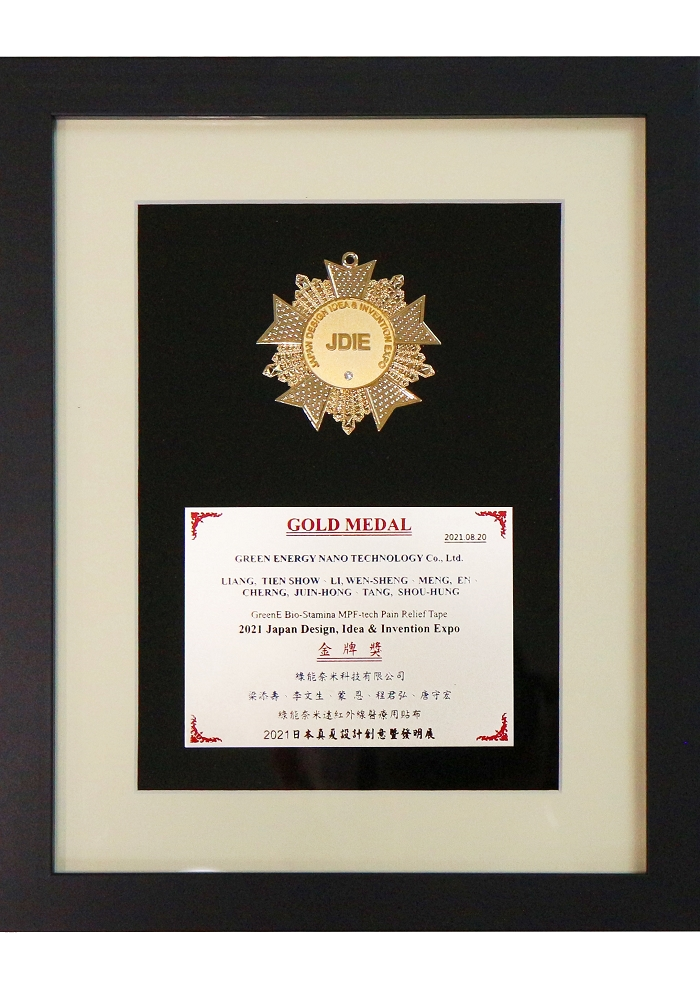 JAPAN DESIGN IDEA & INVENTION EXPO
JDIE
GOLD MEDAL
2021.08.20
GREEN ENERGY NANO TECHNOLOGY Co., Ltd.
LIANG, TIEN SHOW、LI, WEN-SHENG、MENG, EN、
CHERNG, JUIN-HONG、TANG, SHOU-HUNG
GreenE Bio-Stamina MPF-tech Pain Relief Tape
2021 Japan Design, Idea & Invention Expo
金牌獎
綠能奈米科技有限公司
梁添壽、李文生、蒙 恩、程君弘、唐守宏
綠能奈米遠紅外線醫療用貼布
2021日本真夏設計創意暨發明展